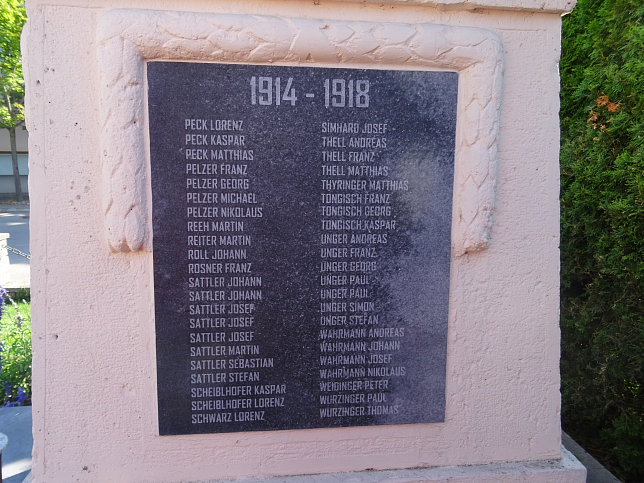 1914 - 1918
PECK LORENZ
PECK KASPAR
PECK MATTHIAS
PELZER FRANZ
PELZER GEORG
PELZER MICHAEL
PELZER NIKOLAUS
REEH MARTIN
REITER MARTIN
ROLL JOHANN
ROSNER FRANZ
SATTLER JOHANN
SATTLER JOHANN
SATTLER JOSEF
SATTLER JOSEF
SATTLER JOSEF
SATTLER MARTIN
SATTLER SEBASTIAN
SATTLER STEFAN
SCHEIBLHOFER KASPAR
SCHEIBLHOFER LORENZ
SCHWARZ LORENZ
SIMHARD JOSEF
THELL ANDREAS
THELL FRANZ
THELL MATTHIAS
THYRINGER MATTHIAS
TONGISCH FRANZ
TONGISCH GEORG
TONGISCH KASPAR
UNGER ANDREAS
UNGER FRANZ
UNGER GEORG
UNGER PAUL
UNGER PAUL
UNGER SIMON
UNGER STEFAN
WAHRMANN ANDREAS
WAHRMANN JOHANN
WAHRMANN JOSEF
WAHRMANN NIKOLAUS
WEIDINGER PETER
WURZINGER PAUL
WURZINGER THOMAS